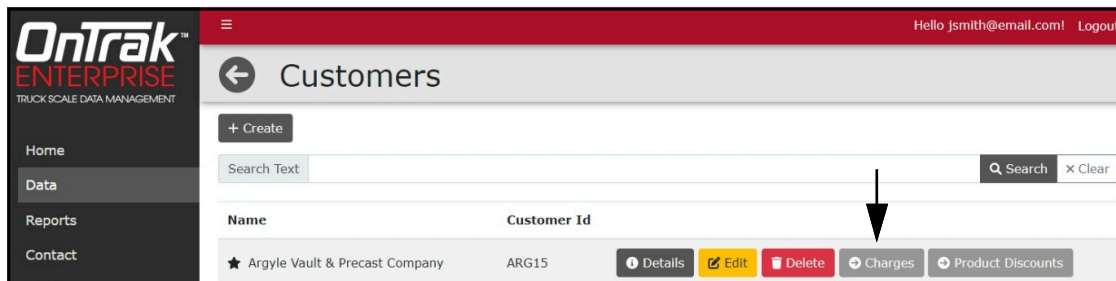 OnTrak™
ENTERPRISE
TRUCK SCALE DATA MANAGEMENT
Home
Data
Reports
Contact
Hello jsmith@email.com! Logout
Customers
+ Create
Search Text Search × Clear
Name Customer Id
Argyle Vault & Precast Company ARG15 Details Edit Delete Charges Product Discounts